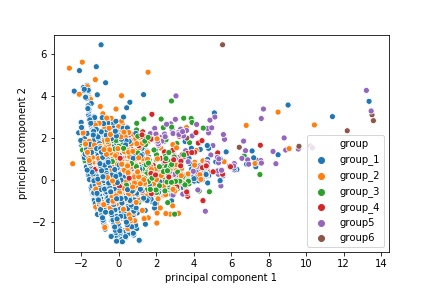 6
4
2
0
−2
principal component 2
−2 0 2 4 6 8 10 12 14
principal component 1
group
group_1
group_2
group_3
group_4
group5
group6